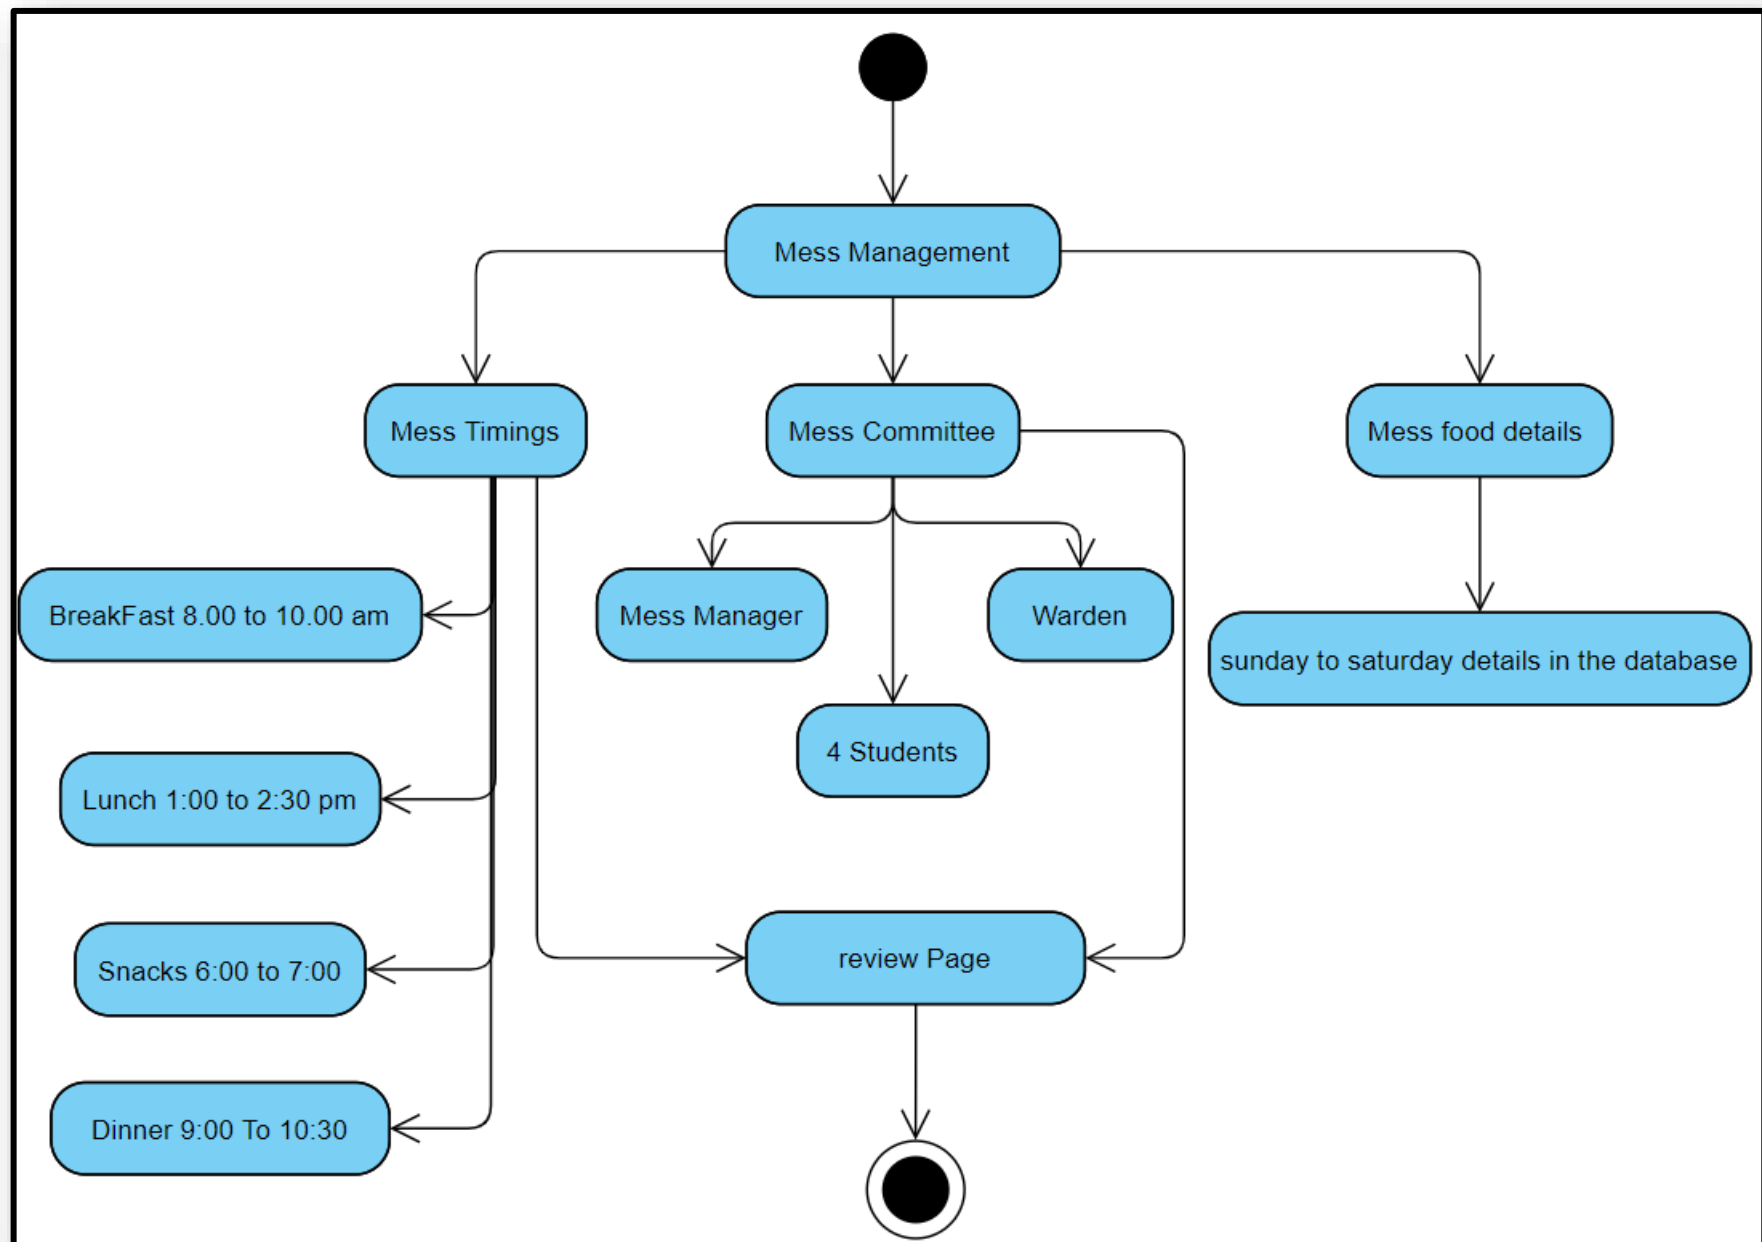 Mess Management
Mess Timings
Mess Committee
Mess food details
BreakFast 8.00 to 10.00 am
Mess Manager
Warden
sunday to saturday details in the database
4 Students
Lunch 1:00 to 2:30 pm
review Page
Snacks 6:00 to 7:00
Dinner 9:00 To 10:30